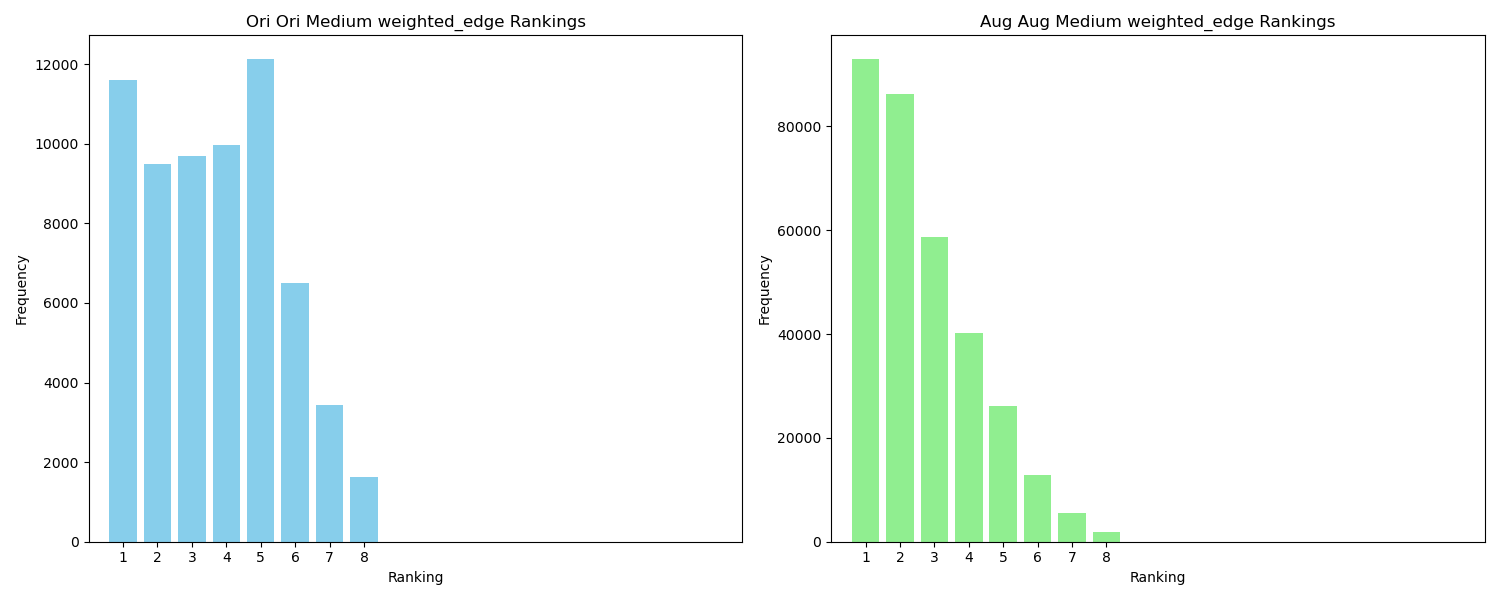 Ori Ori Medium weighted_edge Rankings
Frequency
12000
10000
8000
6000
4000
2000
0
1 2 3 4 5 6 7 8
Ranking
Aug Aug Medium weighted_edge Rankings
Frequency
80000
60000
40000
20000
0
1 2 3 4 5 6 7 8
Ranking